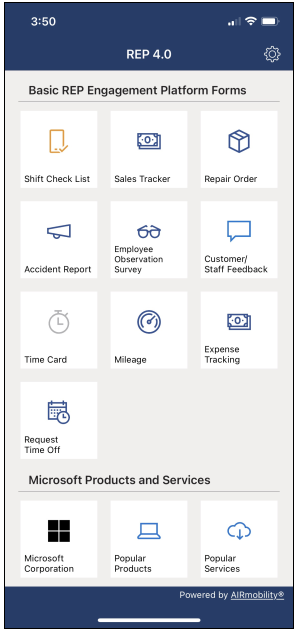 3:50
REP 4.0
Basic REP Engagement Platform Forms
Shift Check List
Sales Tracker
Repair Order
Accident Report
Employee
Observation
Survey
Customer/
Staff Feedback
Time Card
Mileage
Expense
Tracking
Request
Time Off
Microsoft Products and Services
Microsoft
Corporation
Popular
Products
Popular
Services
Powered by AIRmobility®